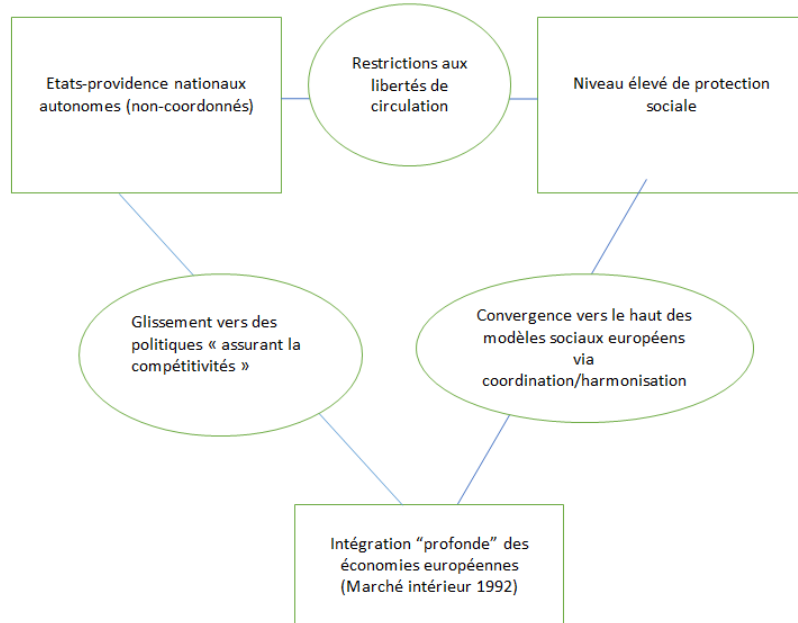 Etats-providence nationaux
autonomes (non-coordonnés)
Restrictions aux
libertés de
circulation
Niveau élevé de protection
sociale
Glissement vers des
politiques « assurant la
compétitivités »
Convergence vers le haut des
modèles sociaux européens
via
coordination/harmonisation
Intégration “profonde” des
économies européennes
(Marché intérieur 1992)